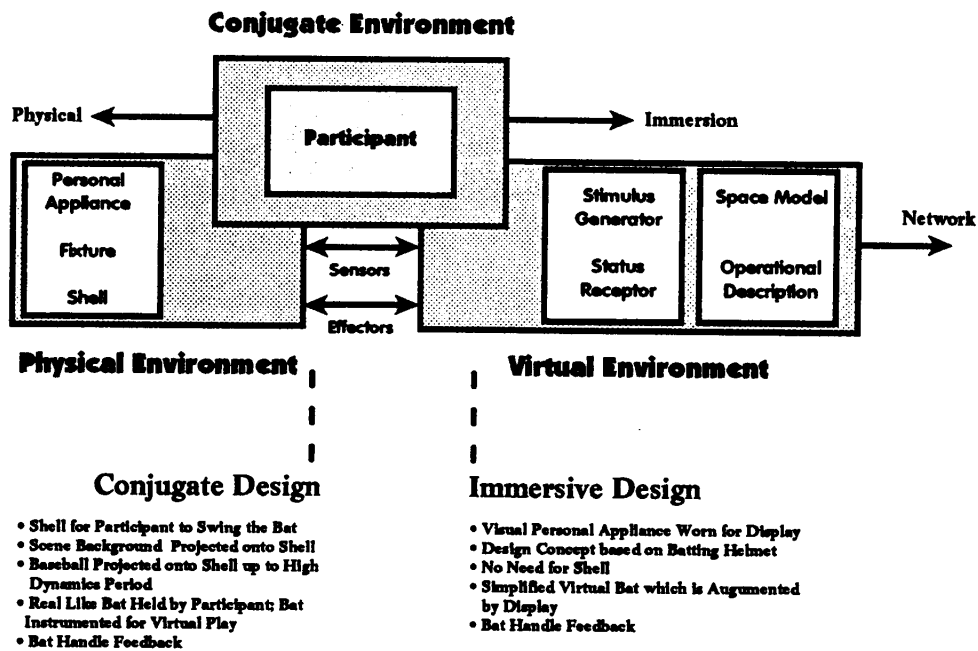 Conjugate Environment
Physical
Immersion
Participant
Personal
Appliance
Fixture
Shell
Sensors
Effectors
Stimulus
Generator
Status
Receptor
Space Model
Operational
Description
Network
Physical Environment
Virtual Environment
Conjugate Design
• Shell for Participant to Swing the Bat
• Scene Background Projected onto Shell
• Baseball Projected onto Shell up to High
Dynamics Period
• Real Like Bat Held by Participant; Bat
Instrumented for Virtual Play
• Bat Handle Feedback
Immersive Design
• Visual Personal Appliance Worn for Display
• Design Concept based on Batting Helmet
• No Need for Shell
• Simplified Virtual Bat which is Augumented
by Display
• Bat Handle Feedback